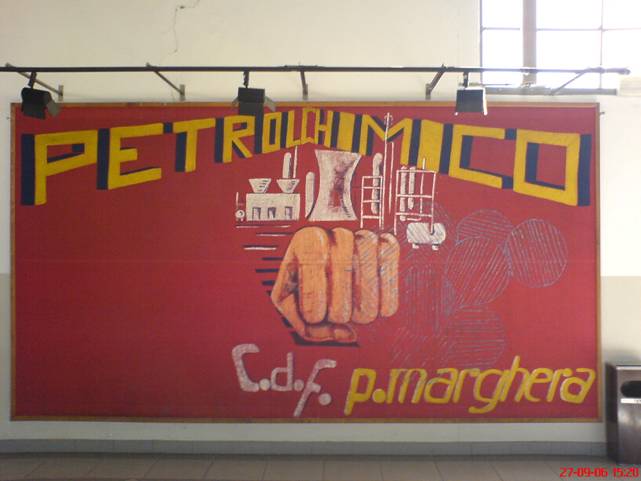 PETROLCHIMICO
C.d.f. p.marghera
27-09-06 15:20